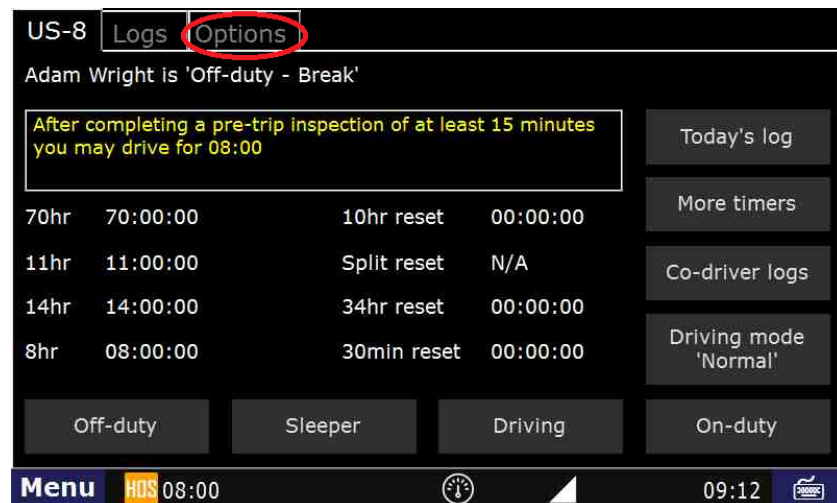 US-8 Logs Options
Adam Wright is 'Off-duty - Break'
After completing a pre-trip inspection of at least 15 minutes
you may drive for 08:00
Today's log
More timers
Co-driver logs
Driving mode
'Normal'
70hr 70:00:00 10hr reset 00:00:00
11hr 11:00:00 Split reset N/A
14hr 14:00:00 34hr reset 00:00:00
8hr 08:00:00 30min reset 00:00:00
Off-duty Sleeper Driving On-duty
Menu HOS 08:00 09:12